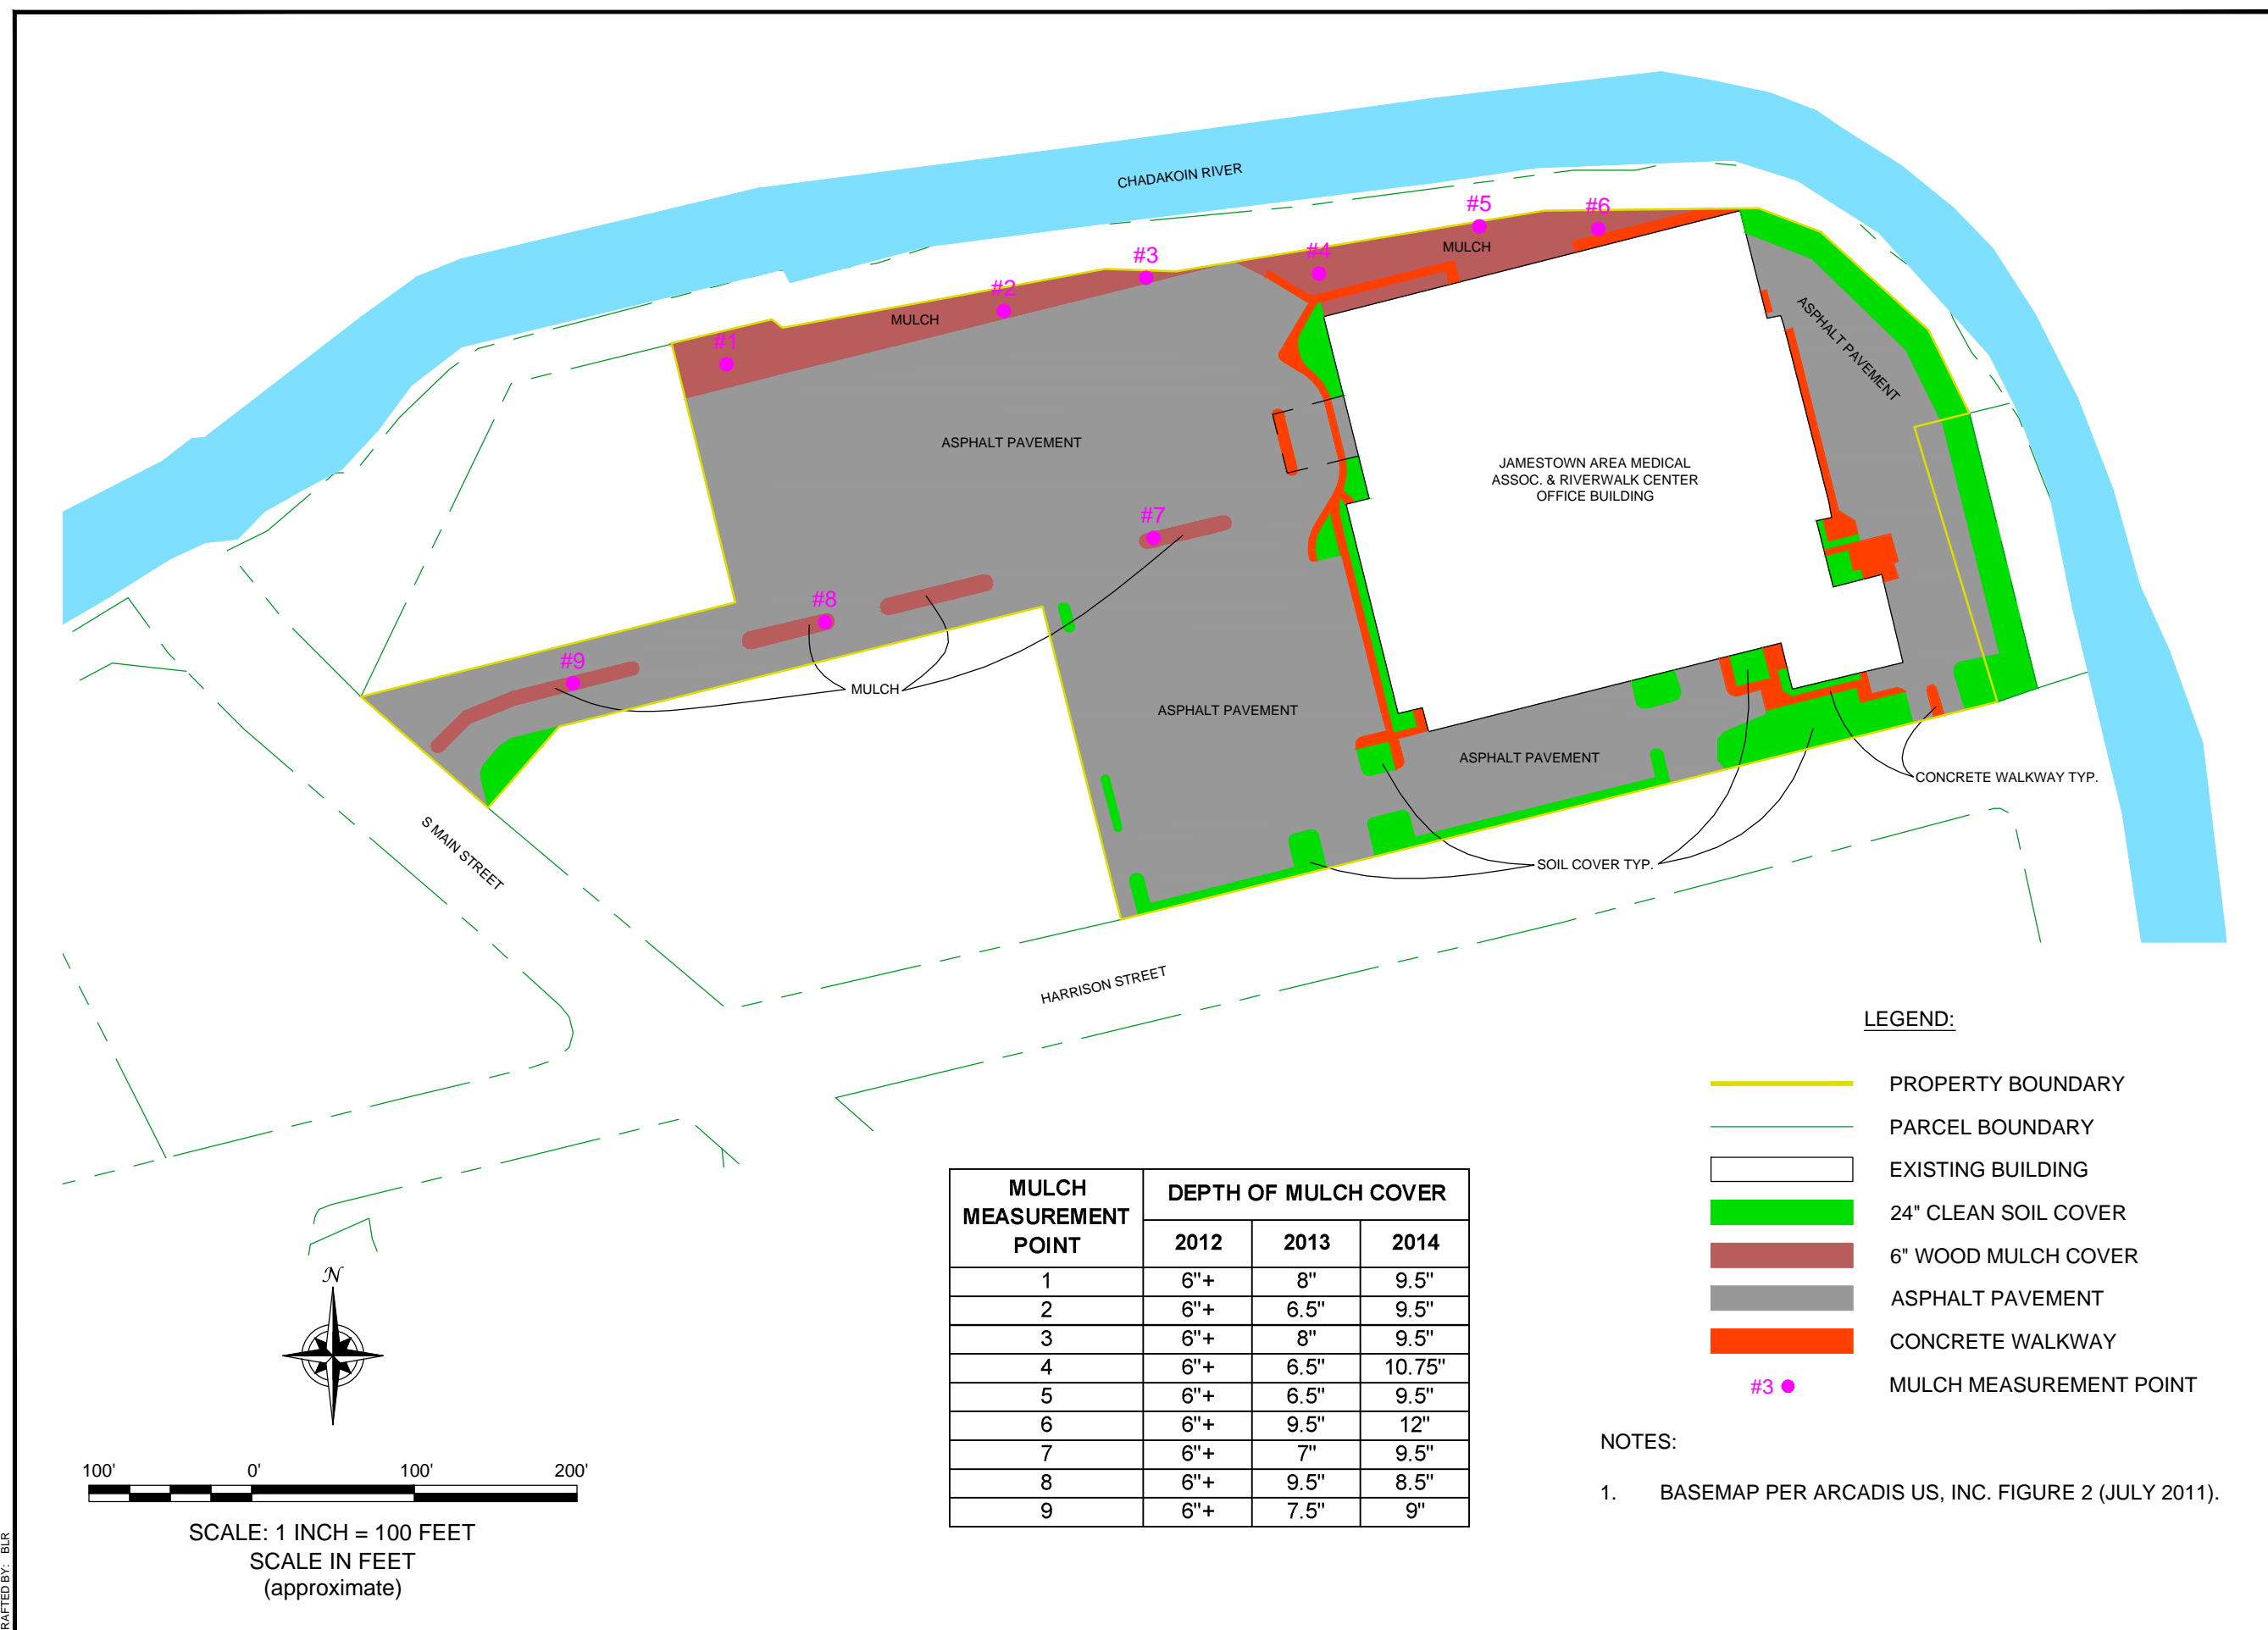 CHADAKOIN RIVER
#5
#6
#4
MULCH
#3
#2
MULCH
#1
ASPHALT PAVEMENT
ASPHALT PAVEMENT
JAMESTOWN AREA MEDICAL
ASSOC. & RIVERWALK CENTER
OFFICE BUILDING
#7
#8
#9
MULCH
ASPHALT PAVEMENT
ASPHALT PAVEMENT
CONCRETE WALKWAY TYP.
SOIL COVER TYP.
S MAIN STREET
HARRISON STREET
LEGEND:
PROPERTY BOUNDARY
PARCEL BOUNDARY
EXISTING BUILDING
24" CLEAN SOIL COVER
6" WOOD MULCH COVER
ASPHALT PAVEMENT
CONCRETE WALKWAY
#3 MULCH MEASUREMENT POINT
NOTES:
1. BASEMAP PER ARCADIS US, INC. FIGURE 2 (JULY 2011).
MULCH
MEASUREMENT
POINT
DEPTH OF MULCH COVER
2012 2013 2014
1 6"+ 8" 9.5"
2 6"+ 6.5" 9.5"
3 6"+ 8" 9.5"
4 6"+ 6.5" 10.75"
5 6"+ 6.5" 9.5"
6 6"+ 9.5" 12"
7 6"+ 7" 9.5"
8 6"+ 9.5" 8.5"
9 6"+ 7.5" 9"
N
100' 0' 100' 200'
SCALE: 1 INCH = 100 FEET
SCALE IN FEET
(approximate)
RAFTED BY: BLR